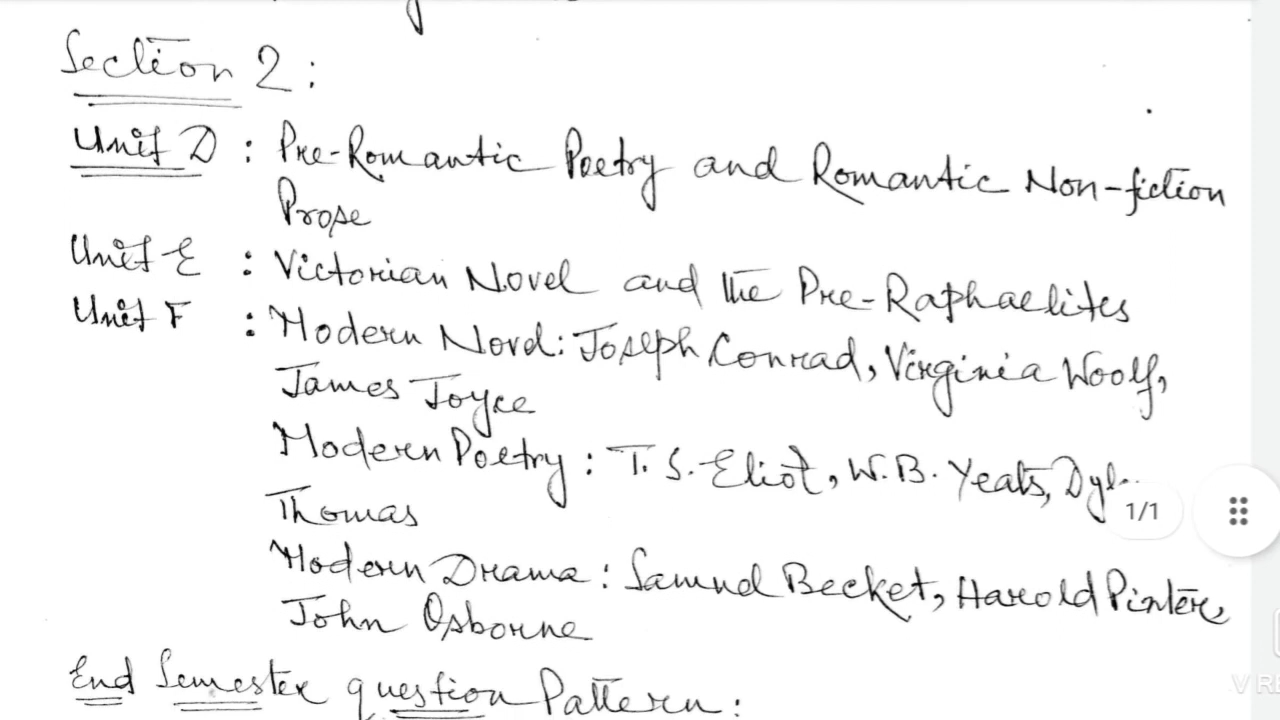 Section 2:
Unit D : Pre-Romantic Poetry and Romantic Non-fiction
Prose
Unit E : Victorian Novel and the Pre-Raphaelites
Unit F : Modern Novel: Joseph Conrad, Virginia Woolf,
James Joyce
Modern Poetry : T. S. Eliot, W.B. Yeats,
Thomas
1/1
Modern Drama : Samuel Becket, Harold Pinter,
John Osborne
End Semester question Pattern: